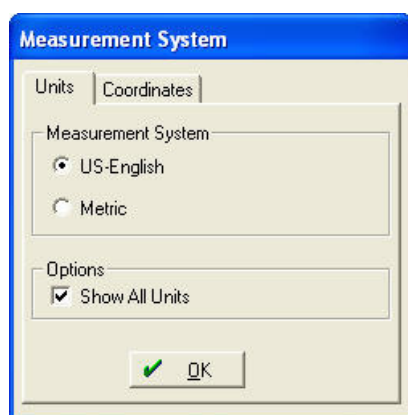 Measurement System
Units Coordinates
Measurement System
US-English
Metric
Options
Show All Units
OK